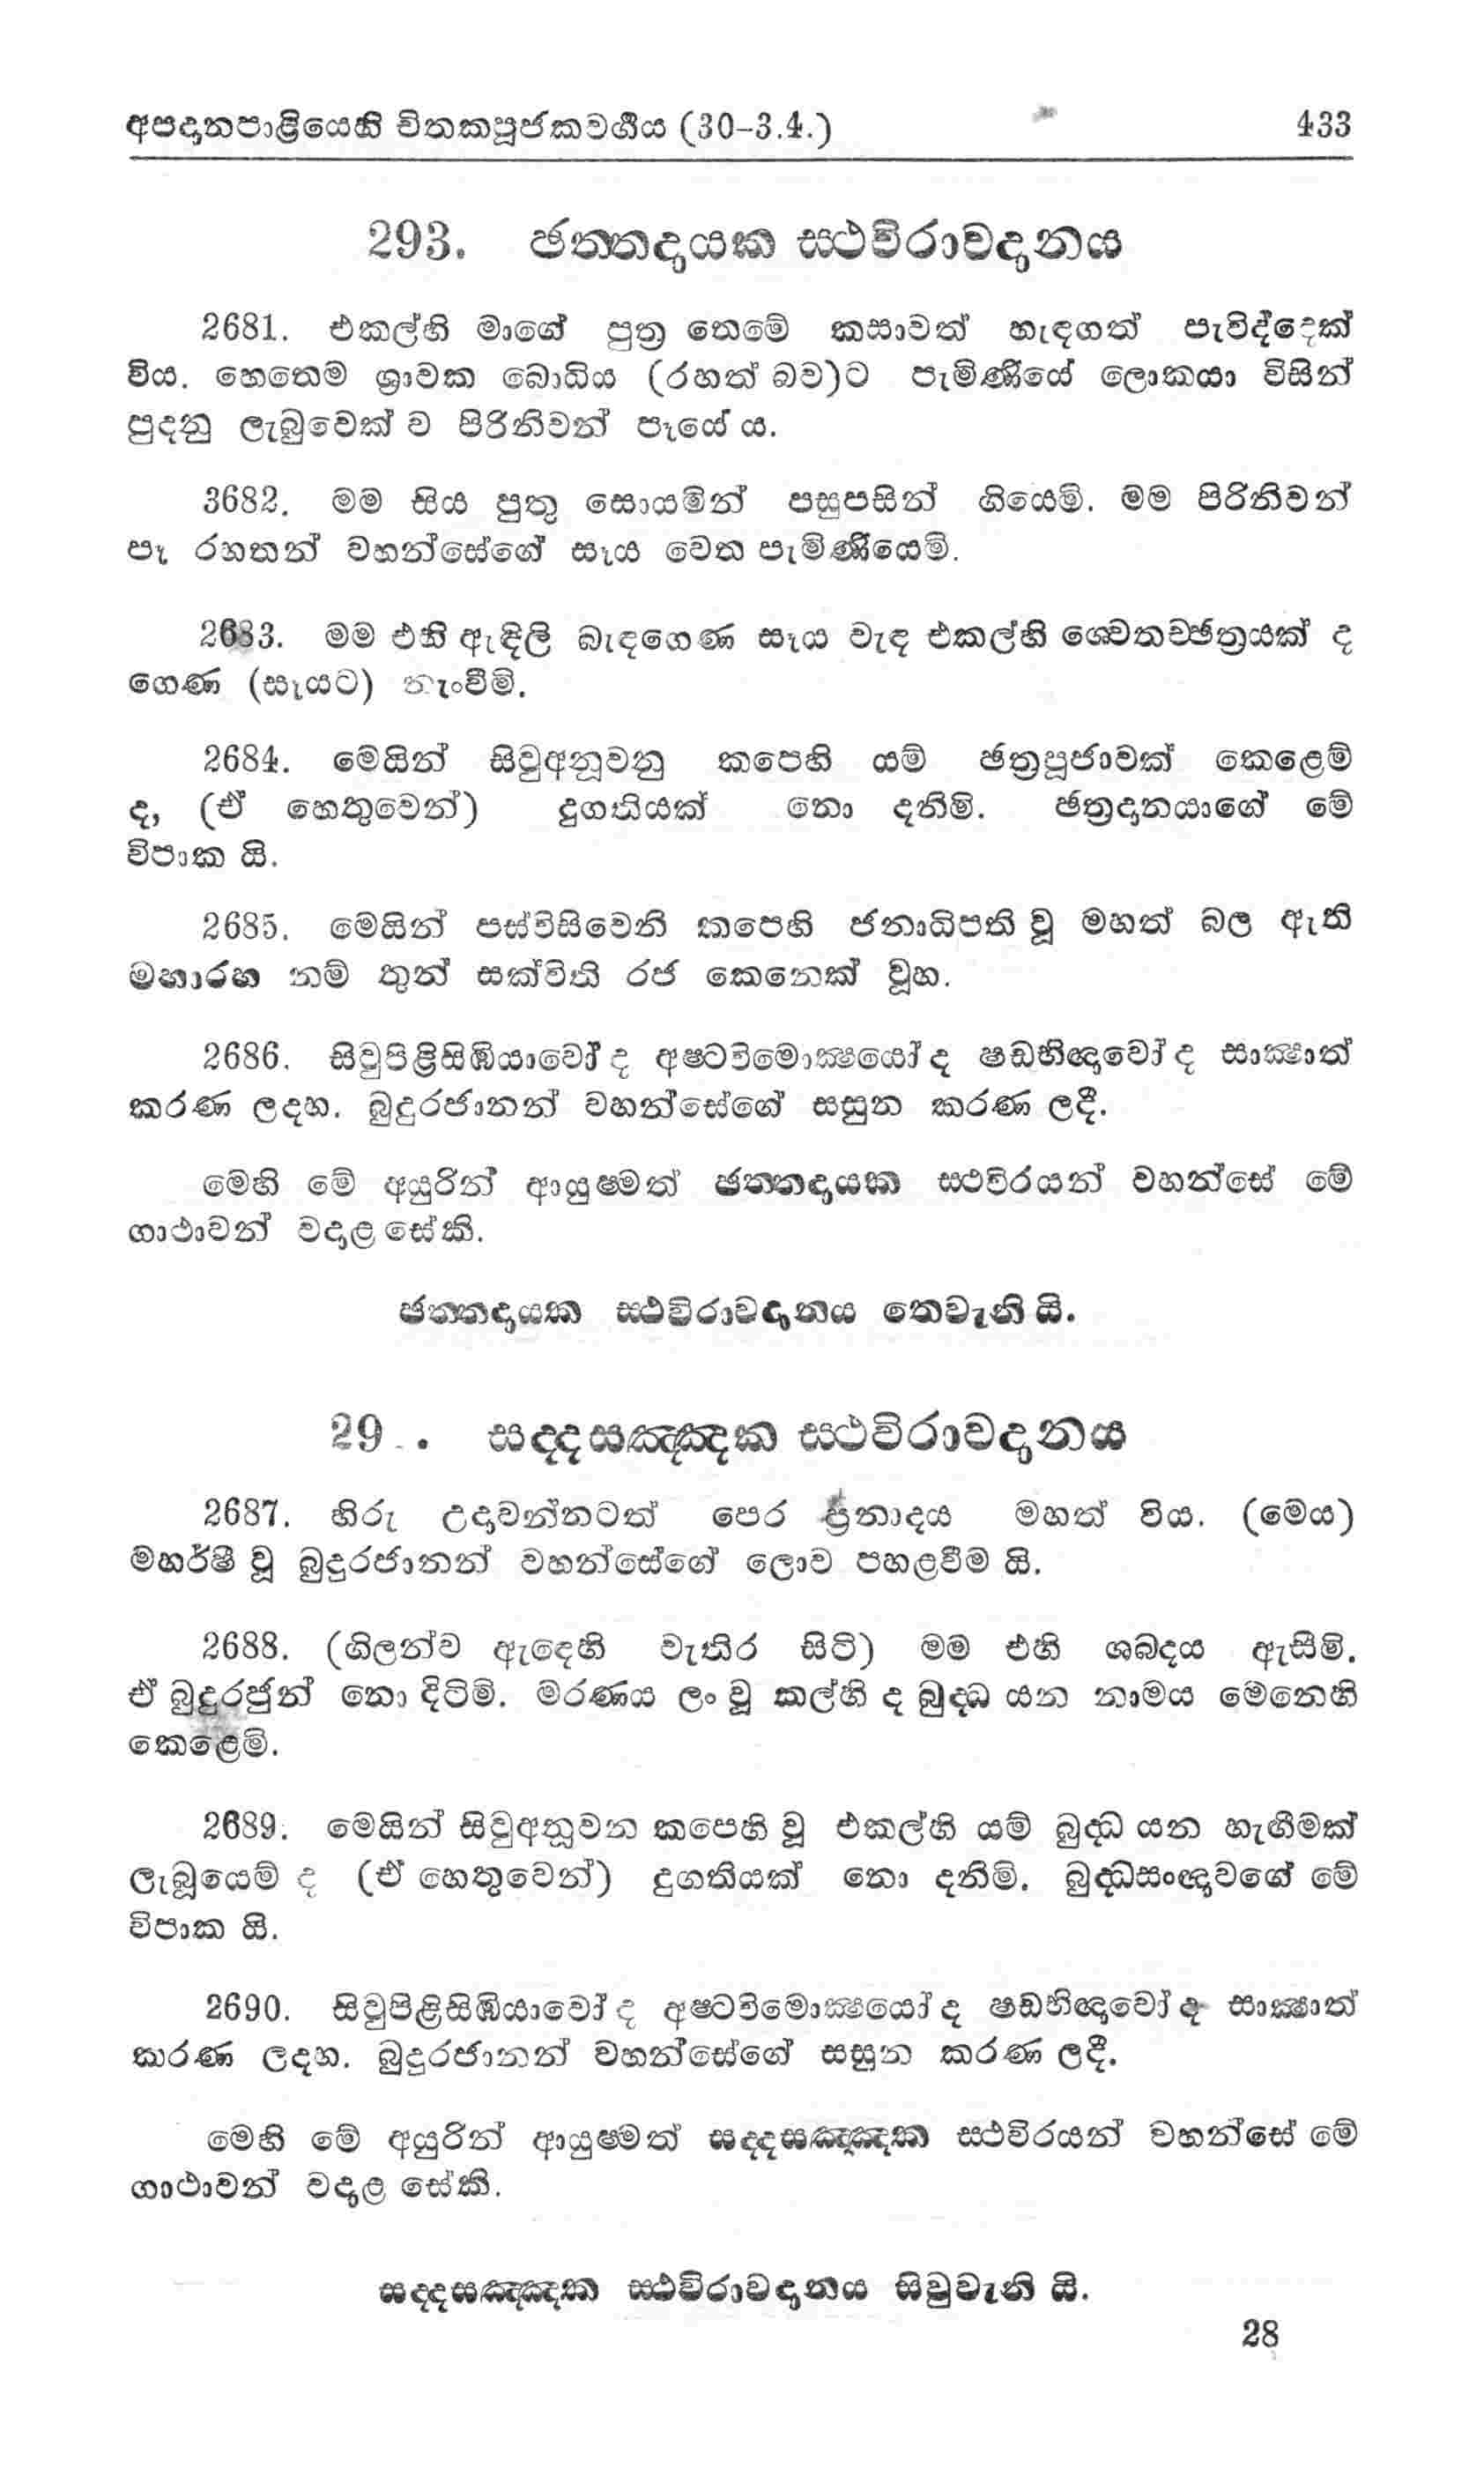 අපදානපාළියෙහි චිතකපූජකවර්‍ගය (30-3.4.) 433
293. ඡත්තදායක ස්ථවිරාවදානය
2681. එකල්හි මාගේ පුත්‍ර තෙමේ කසාවත් හැඳගත් පැවිද්දෙක්
විය. හෙතෙම ශ්‍රාවක බොධිය (රහත් බව)ට පැමිණියේ ලොකයා විසින්
පුදනු ලැබුවෙක් ව පිරිනිවන් පෑයේ ය.
3682. මම සිය පුතු සොයමින් පසුපසින් ගියෙමි. මම පිරිනිවන්
පෑ රහතන් වහන්සේගේ සෑය වෙත පැමිණියෙමි.
2683. මම එහි ඇඳිලි බැඳගෙණ සෑය වැඳ එකල්හි ශ්වෙතච්ඡත්‍රයක් ද
ගෙණ (සෑයට) නැංවීමි.
2684. මෙයින් සිවුඅනූවනු කපෙහි යම් ඡත්‍රපූජාවක් කෙළෙම්
ද, (ඒ හෙතුවෙන්) දුගතියක් නො දනිමි. ඡත්‍රදානයාගේ මේ
විපාක යි.
2685. මෙයින් පස්විසිවෙනි කපෙහි ජනාධිපති වූ මහත් බල ඇති
මහාරහ නම් තුන් සක්විති රජ කෙනෙක් වූහ.
2686. සිවුපිළිසිඹියාවෝ ද අෂ්ටවිමොක්‍ෂයෝ ද ෂඩභිඥාවෝ ද සාක්‍ෂාත්
කරණ ලදහ. බුදුරජානන් වහන්සේගේ සසුන කරණ ලදී.
මෙහි මේ අයුරින් ආයුෂ්මත් ඡත්තදායක ස්ථවිරයන් වහන්සේ මේ
ගාථාවන් වදාළ සේකි.
ඡත්තදායක ස්ථවිරාවදානය තෙවැනි යි.
29 . සද්දසඤ්ඤක ස්ථවිරාවදානය
2687. හිරු උදාවන්නටත් පෙර ප්‍රනාදය මහත් විය. (මෙය)
මහර්ෂී වූ බුදුරජානන් වහන්සේගේ ලොව පහළවීම යි.
2688. (ගිලන්ව ඇඳෙහි වැතිර සිටි) මම එහි ශබ්දය ඇසීමි.
ඒ බුදුරජුන් නො දිටිමි. මරණය ලං වූ කල්හි ද බුද්ධ යන නාමය මෙනෙහි
කෙළෙමි.
2689. මෙයින් සිවුඅනූවන කපෙහි වූ එකල්හි යම් බුද්ධ යන හැඟීමක්
ලැබූයෙම් ද (ඒ හෙතුවෙන්) දුගතියක් නො දනිමි. බුද්ධසංඥාවගේ මේ
විපාක යි.
2690. සිවුපිළිසිඹියාවෝ ද අෂ්ටවිමොක්‍ෂයෝ ද ෂඩභිඥාවෝ ද සාක්‍ෂාත්
කරණ ලදහ. බුදුරජානන් වහන්සේගේ සසුන කරණ ලදී.
මෙහි මේ අයුරින් ආයුෂ්මත් සද්දසඤ්ඤක ස්ථවිරයන් වහන්සේ මේ
ගාථාවන් වදාළ සේකි.
සද්දසඤ්ඤක ස්ථවිරාවදානය සිවුවැනි යි.
28